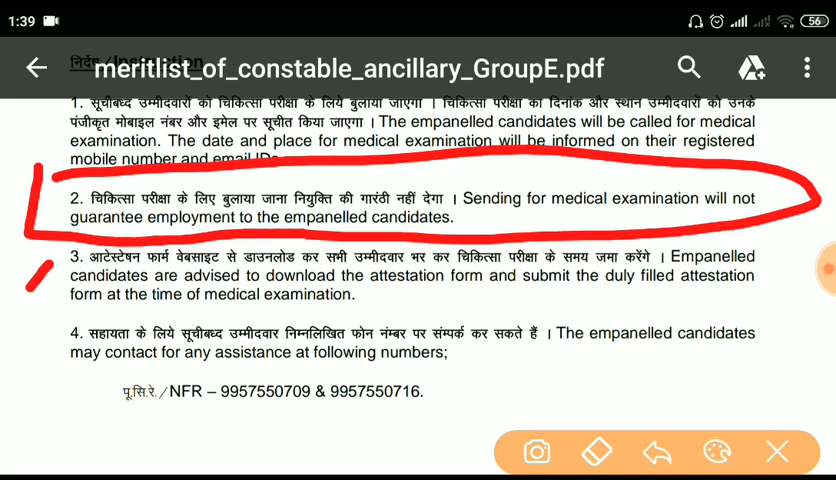 1:39
56
निर्देश/Instruction
meritlist_of_constable_ancillary_GroupE.pdf
1. सूचीबध्द उम्मीदवारों को चिकित्सा परीक्षा के लिये बुलाया जाएगा । चिकित्सा परीक्षा का दिनांक और स्थान उम्मीदवारों को उनके
पंजीकृत मोबाइल नंबर और इमेल पर सूचीत किया जाएगा । The empanelled candidates will be called for medical
examination. The date and place for medical examination will be informed on their registered
mobile number and email IDs
2. चिकित्सा परीक्षा के लिए बुलाया जाना नियुक्ति की गारंठी नहीं देगा । Sending for medical examination will not
guarantee employment to the empanelled candidates.
3. आटेस्टेषन फार्म वेबसाइट से डाउनलोड कर सभी उम्मीदवार भर कर चिकित्सा परीक्षा के समय जमा करेंगे । Empanelled
candidates are advised to download the attestation form and submit the duly filled attestation
form at the time of medical examination.
4. सहायता के लिये सूचीबध्द उम्मीदवार निम्नलिखित फोन नंम्बर पर संम्पर्क कर सकते हैं । The empanelled candidates
may contact for any assistance at following numbers;
पू.सि.रे./NFR – 9957550709 & 9957550716.